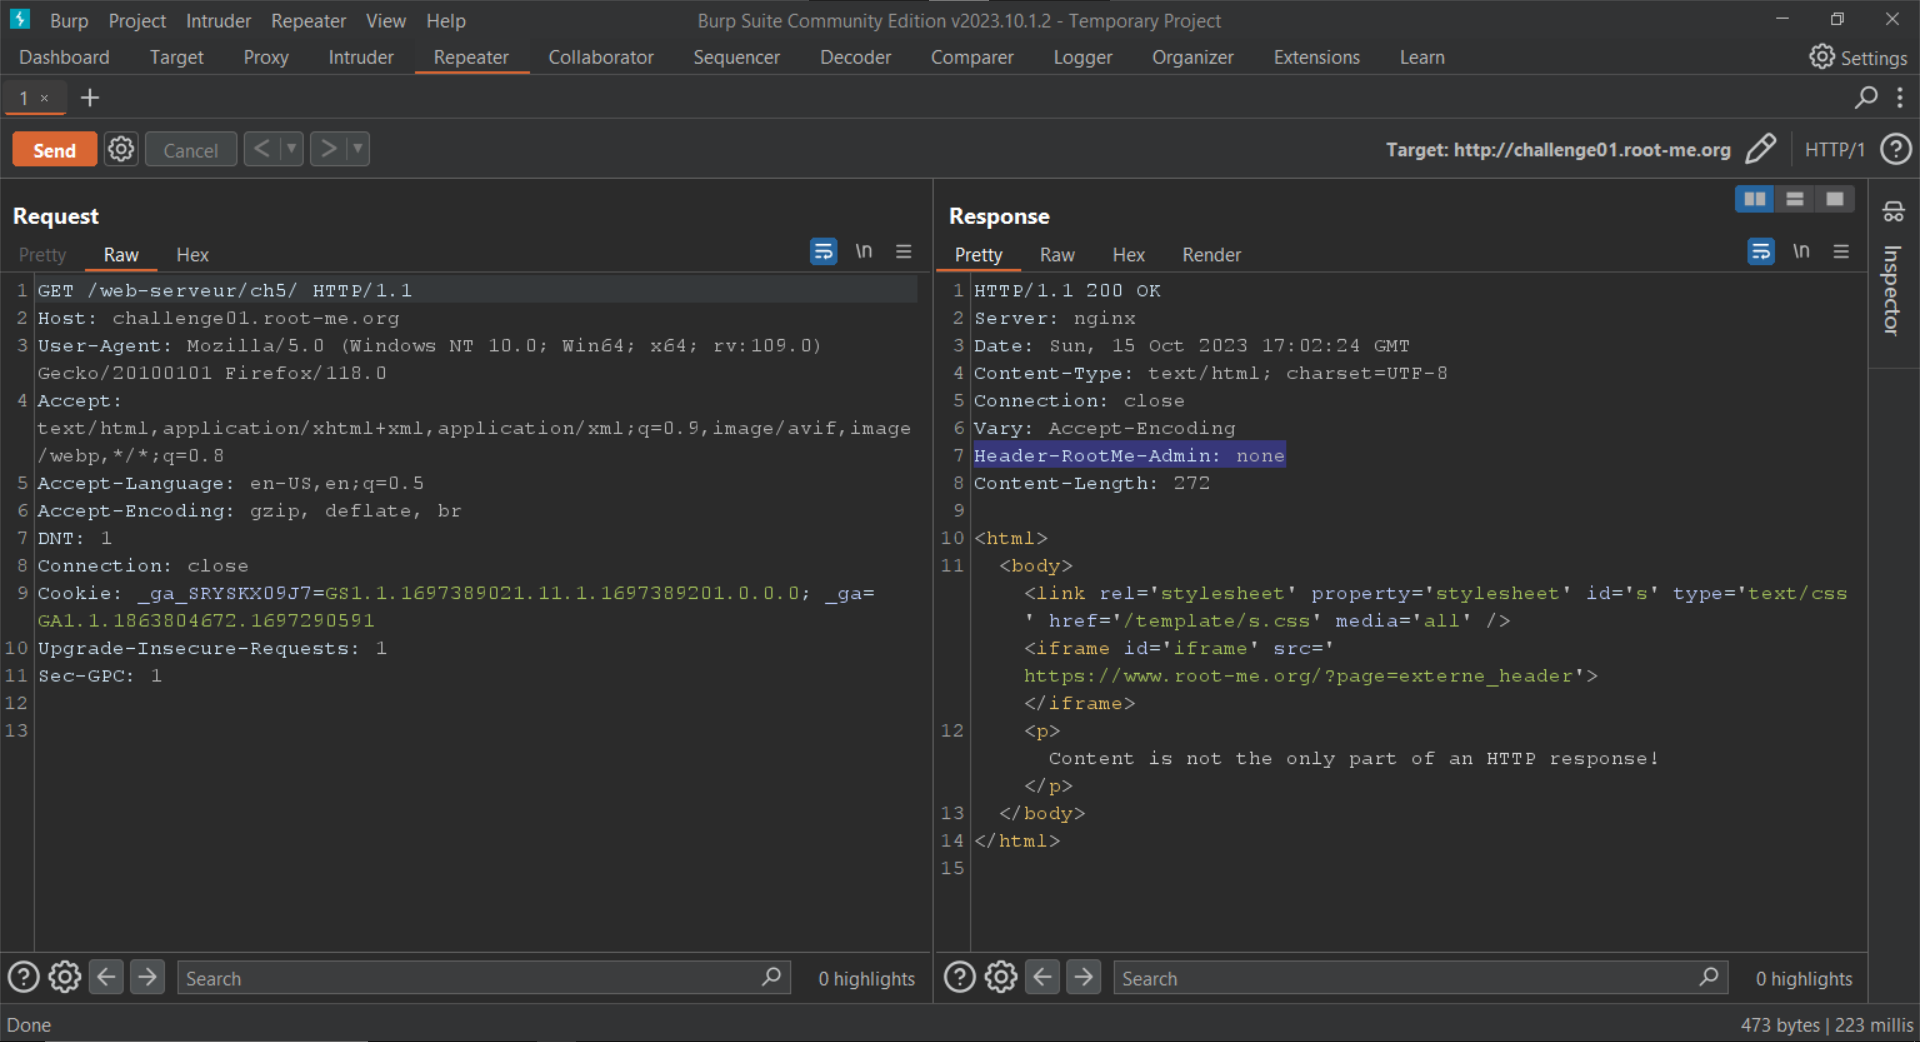 Burp Project Intruder Repeater View Help Burp Suite Community Edition v2023.10.1.2 - Temporary Project
Dashboard Target Proxy Intruder Repeater Collaborator Sequencer Decoder Comparer Logger Organizer Extensions Learn Settings
1 × +
Send Cancel < > Target: http://challenge01.root-me.org HTTP/1
Request
Pretty Raw Hex \n
1 GET /web-serveur/ch5/ HTTP/1.1
2 Host: challenge01.root-me.org
3 User-Agent: Mozilla/5.0 (Windows NT 10.0; Win64; x64; rv:109.0)
Gecko/20100101 Firefox/118.0
4 Accept:
text/html,application/xhtml+xml,application/xml;q=0.9,image/avif,image
/webp,*/*;q=0.8
5 Accept-Language: en-US,en;q=0.5
6 Accept-Encoding: gzip, deflate, br
7 DNT: 1
8 Connection: close
9 Cookie: _ga_SRYSKX09J7=GS1.1.1697389021.11.1.1697389201.0.0.0; _ga=
GA1.1.1863804672.1697290591
10 Upgrade-Insecure-Requests: 1
11 Sec-GPC: 1
12
13
Search 0 highlights
Response
Pretty Raw Hex Render \n
1 HTTP/1.1 200 OK
2 Server: nginx
3 Date: Sun, 15 Oct 2023 17:02:24 GMT
4 Content-Type: text/html; charset=UTF-8
5 Connection: close
6 Vary: Accept-Encoding
7 Header-RootMe-Admin: none
8 Content-Length: 272
9
10 <html>
11 <body>
<link rel='stylesheet' property='stylesheet' id='s' type='text/css
' href='/template/s.css' media='all' />
<iframe id='iframe' src='
https://www.root-me.org/?page=externe_header'>
</iframe>
12 <p>
Content is not the only part of an HTTP response!
</p>
13 </body>
14 </html>
15
Search 0 highlights
Inspector
Done 473 bytes | 223 millis